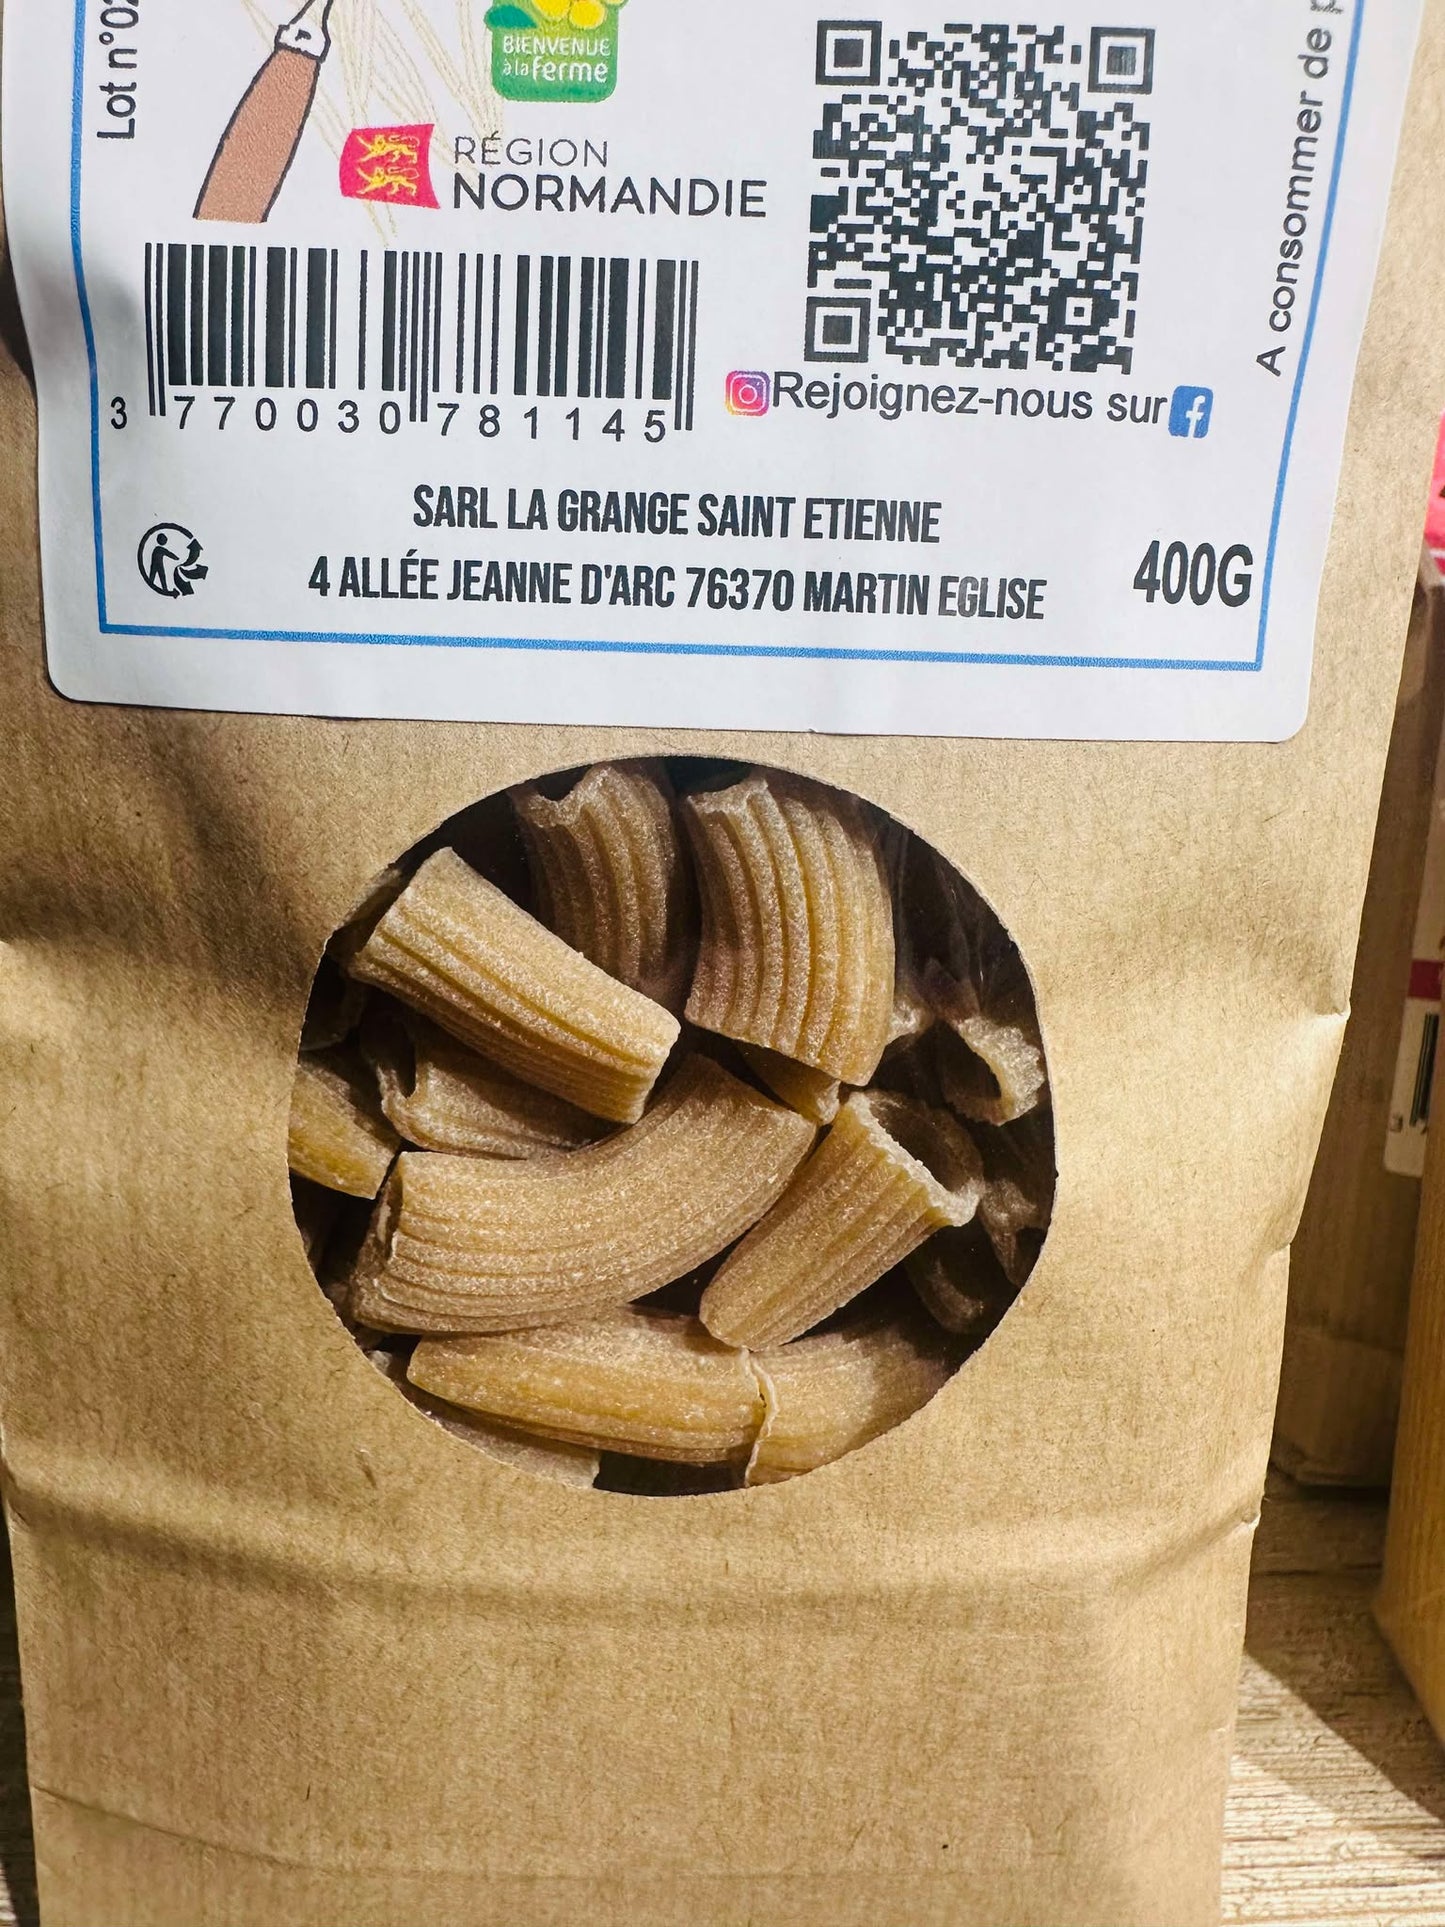 Lot n°02
BIENVENUE
à la ferme
RÉGION
NORMANDIE
3 770030 781145
Rejoignez-nous sur
A consommer de
SARL LA GRANGE SAINT ETIENNE
4 ALLÉE JEANNE D'ARC 76370 MARTIN EGLISE
400G